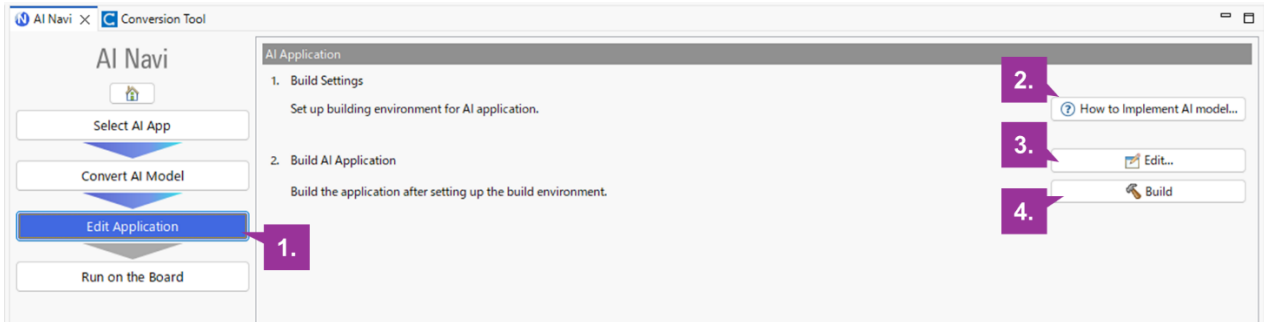 AI Navi
Conversion Tool
AI Navi
Select AI App
Convert AI Model
Edit Application
Run on the Board
1.
AI Application
1. Build Settings
Set up building environment for AI application.
2.
How to Implement AI model...
2. Build AI Application
3.
Edit...
Build the application after setting up the build environment.
Build
4.